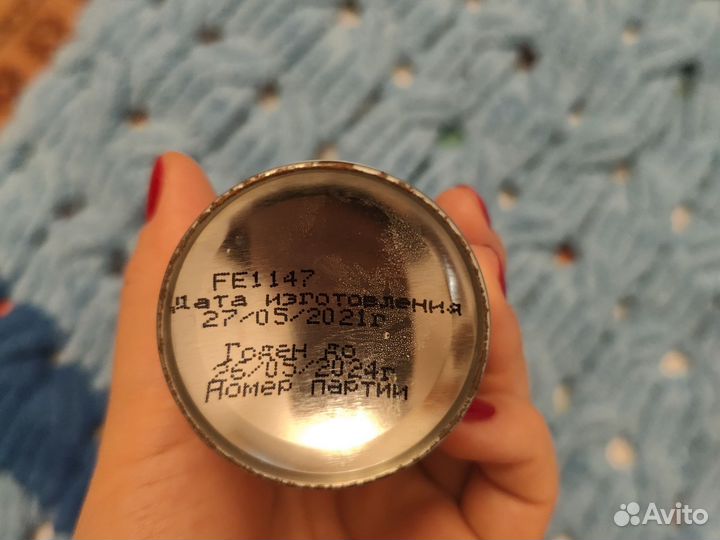 FE1147
Дата изготовления
27/05/2021г
Годен до
26/05/2024г
Номер Партии
Avito